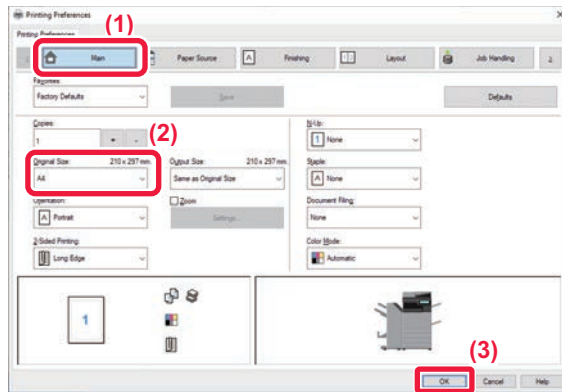 Printing Preferences
(1)
Printing Preferences
Main
Paper Source
Finishing
Layout
Job Handling
Favorites:
Factory Defaults
Save
Defaults
Copies:
1
(2)
N-Up:
1 None
Original Size: 210 x 297 mm.
Output Size: 210 x 297 mm.
Staple:
A4
Same as Original Size
A None
Orientation:
Zoom
Document Filing:
A Portrait
Settings...
None
2-Sided Printing:
Color Mode:
Long Edge
Automatic
1
(3)
OK
Cancel
Help